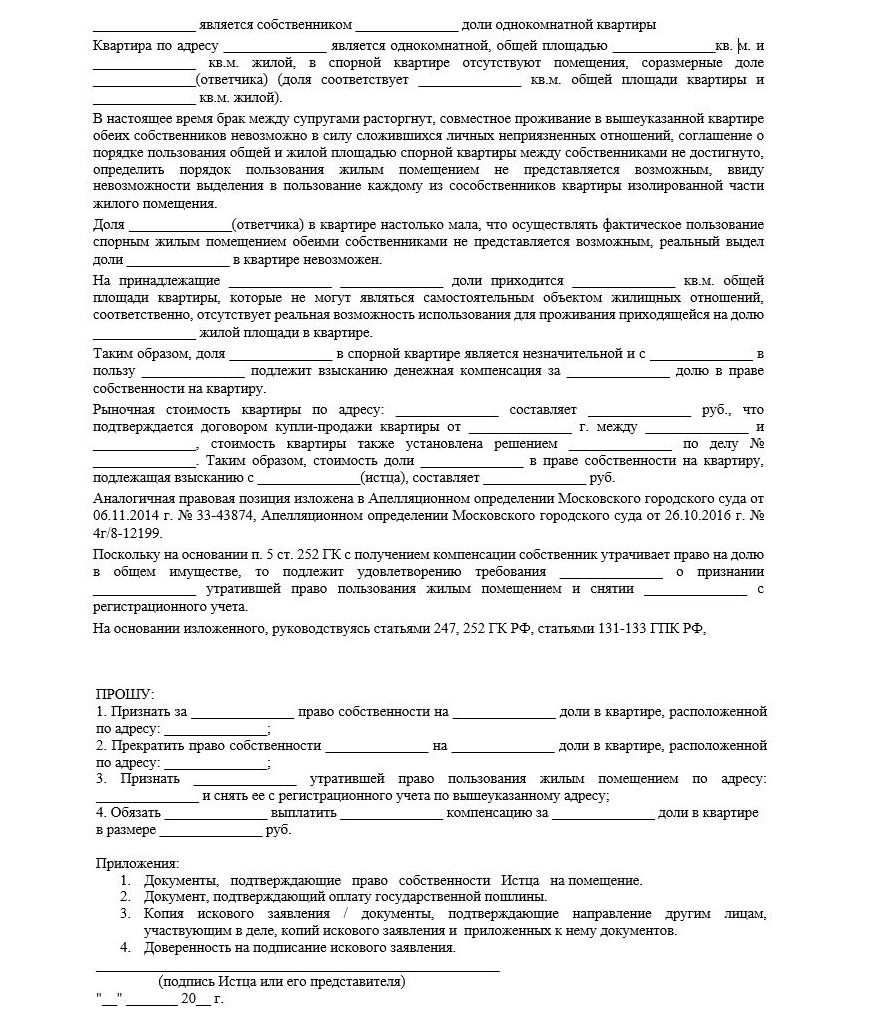 ______________ является собственником ______________ доли однокомнатной квартиры
Квартира по адресу ______________ является однокомнатной, общей площадью ______________кв. м. и
______________ кв.м. жилой, в спорной квартире отсутствуют помещения, соразмерные доле
______________(ответчика) (доля соответствует ______________ кв.м. общей площади квартиры и
______________ кв.м. жилой).
В настоящее время брак между супругами расторгнут, совместное проживание в вышеуказанной квартире
обеих собственников невозможно в силу сложившихся личных неприязненных отношений, соглашение о
порядке пользования общей и жилой площадью спорной квартиры между собственниками не достигнуто,
определить порядок пользования жилым помещением не представляется возможным, ввиду
невозможности выделения в пользование каждому из сособственников квартиры изолированной части
жилого помещения.
Доля ______________(ответчика) в квартире настолько мала, что осуществлять фактическое пользование
спорным жилым помещением обеими собственниками не представляется возможным, реальный выдел
доли ______________ в квартире невозможен.
На принадлежащие ______________ ______________ доли приходится ______________ кв.м. общей
площади квартиры, которые не могут являться самостоятельным объектом жилищных отношений,
соответственно, отсутствует реальная возможность использования для проживания приходящейся на долю
______________ жилой площади в квартире.
Таким образом, доля ______________ в спорной квартире является незначительной и с ______________ в
пользу ______________ подлежит взысканию денежная компенсация за ______________ долю в праве
собственности на квартиру.
Рыночная стоимость квартиры по адресу: ______________ составляет ______________ руб., что
подтверждается договором купли-продажи квартиры от ______________ г. между ______________ и
______________, стоимость квартиры также установлена решением ______________ по делу №
______________. Таким образом, стоимость доли ______________ в праве собственности на квартиру,
подлежащая взысканию с ______________(истца), составляет ______________ руб.
Аналогичная правовая позиция изложена в Апелляционном определении Московского городского суда от
06.11.2014 г. № 33-43874, Апелляционном определении Московского городского суда от 26.10.2016 г. №
4г/8-12199.
Поскольку на основании п. 5 ст. 252 ГК с получением компенсации собственник утрачивает право на долю
в общем имуществе, то подлежит удовлетворению требования ______________ о признании
______________ утратившей право пользования жилым помещением и снятии ______________ с
регистрационного учета.
На основании изложенного, руководствуясь статьями 247, 252 ГК РФ, статьями 131-133 ГПК РФ,
ПРОШУ:
1. Признать за ______________ право собственности на ______________ доли в квартире, расположенной
по адресу: ______________;
2. Прекратить право собственности ______________ на ______________ доли в квартире, расположенной
по адресу: ______________;
3. Признать ______________ утратившей право пользования жилым помещением по адресу:
______________ и снять ее с регистрационного учета по вышеуказанному адресу;
4. Обязать ______________ выплатить ______________ компенсацию за ______________ доли в квартире
в размере ______________ руб.
Приложения:
1. Документы, подтверждающие право собственности Истца на помещение.
2. Документ, подтверждающий оплату государственной пошлины.
3. Копия искового заявления / документы, подтверждающие направление другим лицам,
участвующим в деле, копий искового заявления и приложенных к нему документов.
4. Доверенность на подписание искового заявления.
(подпись Истца или его представителя)
"__" _______ 20__ г.